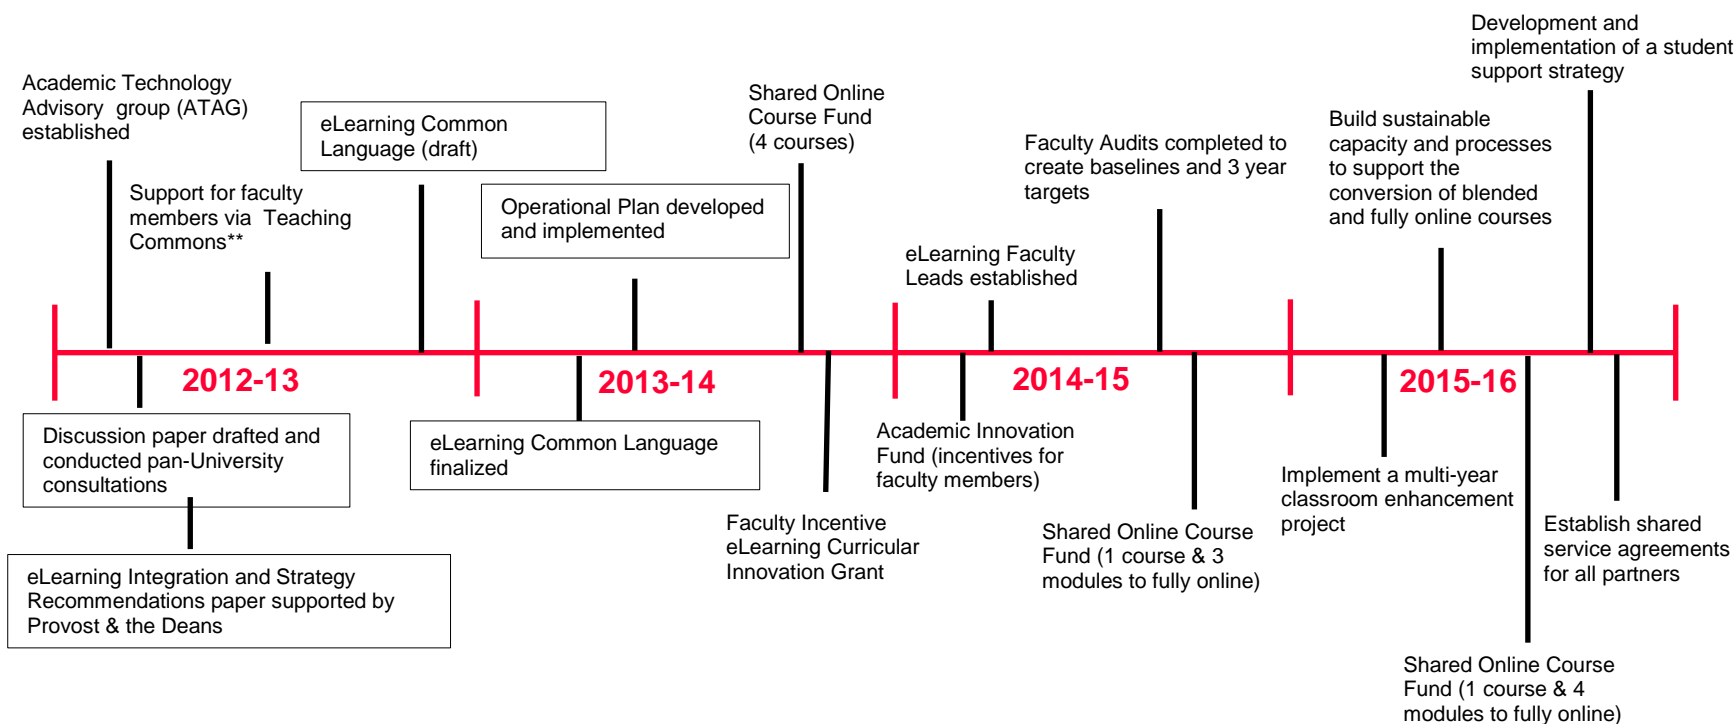 Academic Technology
Advisory group (ATAG)
established
Support for faculty
members via Teaching
Commons**
eLearning Common
Language (draft)
Operational Plan developed
and implemented
Shared Online
Course Fund
(4 courses)
eLearning Faculty
Leads established
Faculty Audits completed to
create baselines and 3 year
targets
Build sustainable
capacity and processes
to support the
conversion of blended
and fully online courses
Development and
implementation of a student
support strategy
2012-13
2013-14
2014-15
2015-16
Discussion paper drafted and
conducted pan-University
consultations
eLearning Integration and Strategy
Recommendations paper supported by
Provost & the Deans
eLearning Common Language
finalized
Faculty Incentive
eLearning Curricular
Innovation Grant
Academic Innovation
Fund (incentives for
faculty members)
Shared Online Course
Fund (1 course & 3
modules to fully online)
Implement a multi-year
classroom enhancement
project
Shared Online Course
Fund (1 course & 4
modules to fully online)
Establish shared
service agreements
for all partners